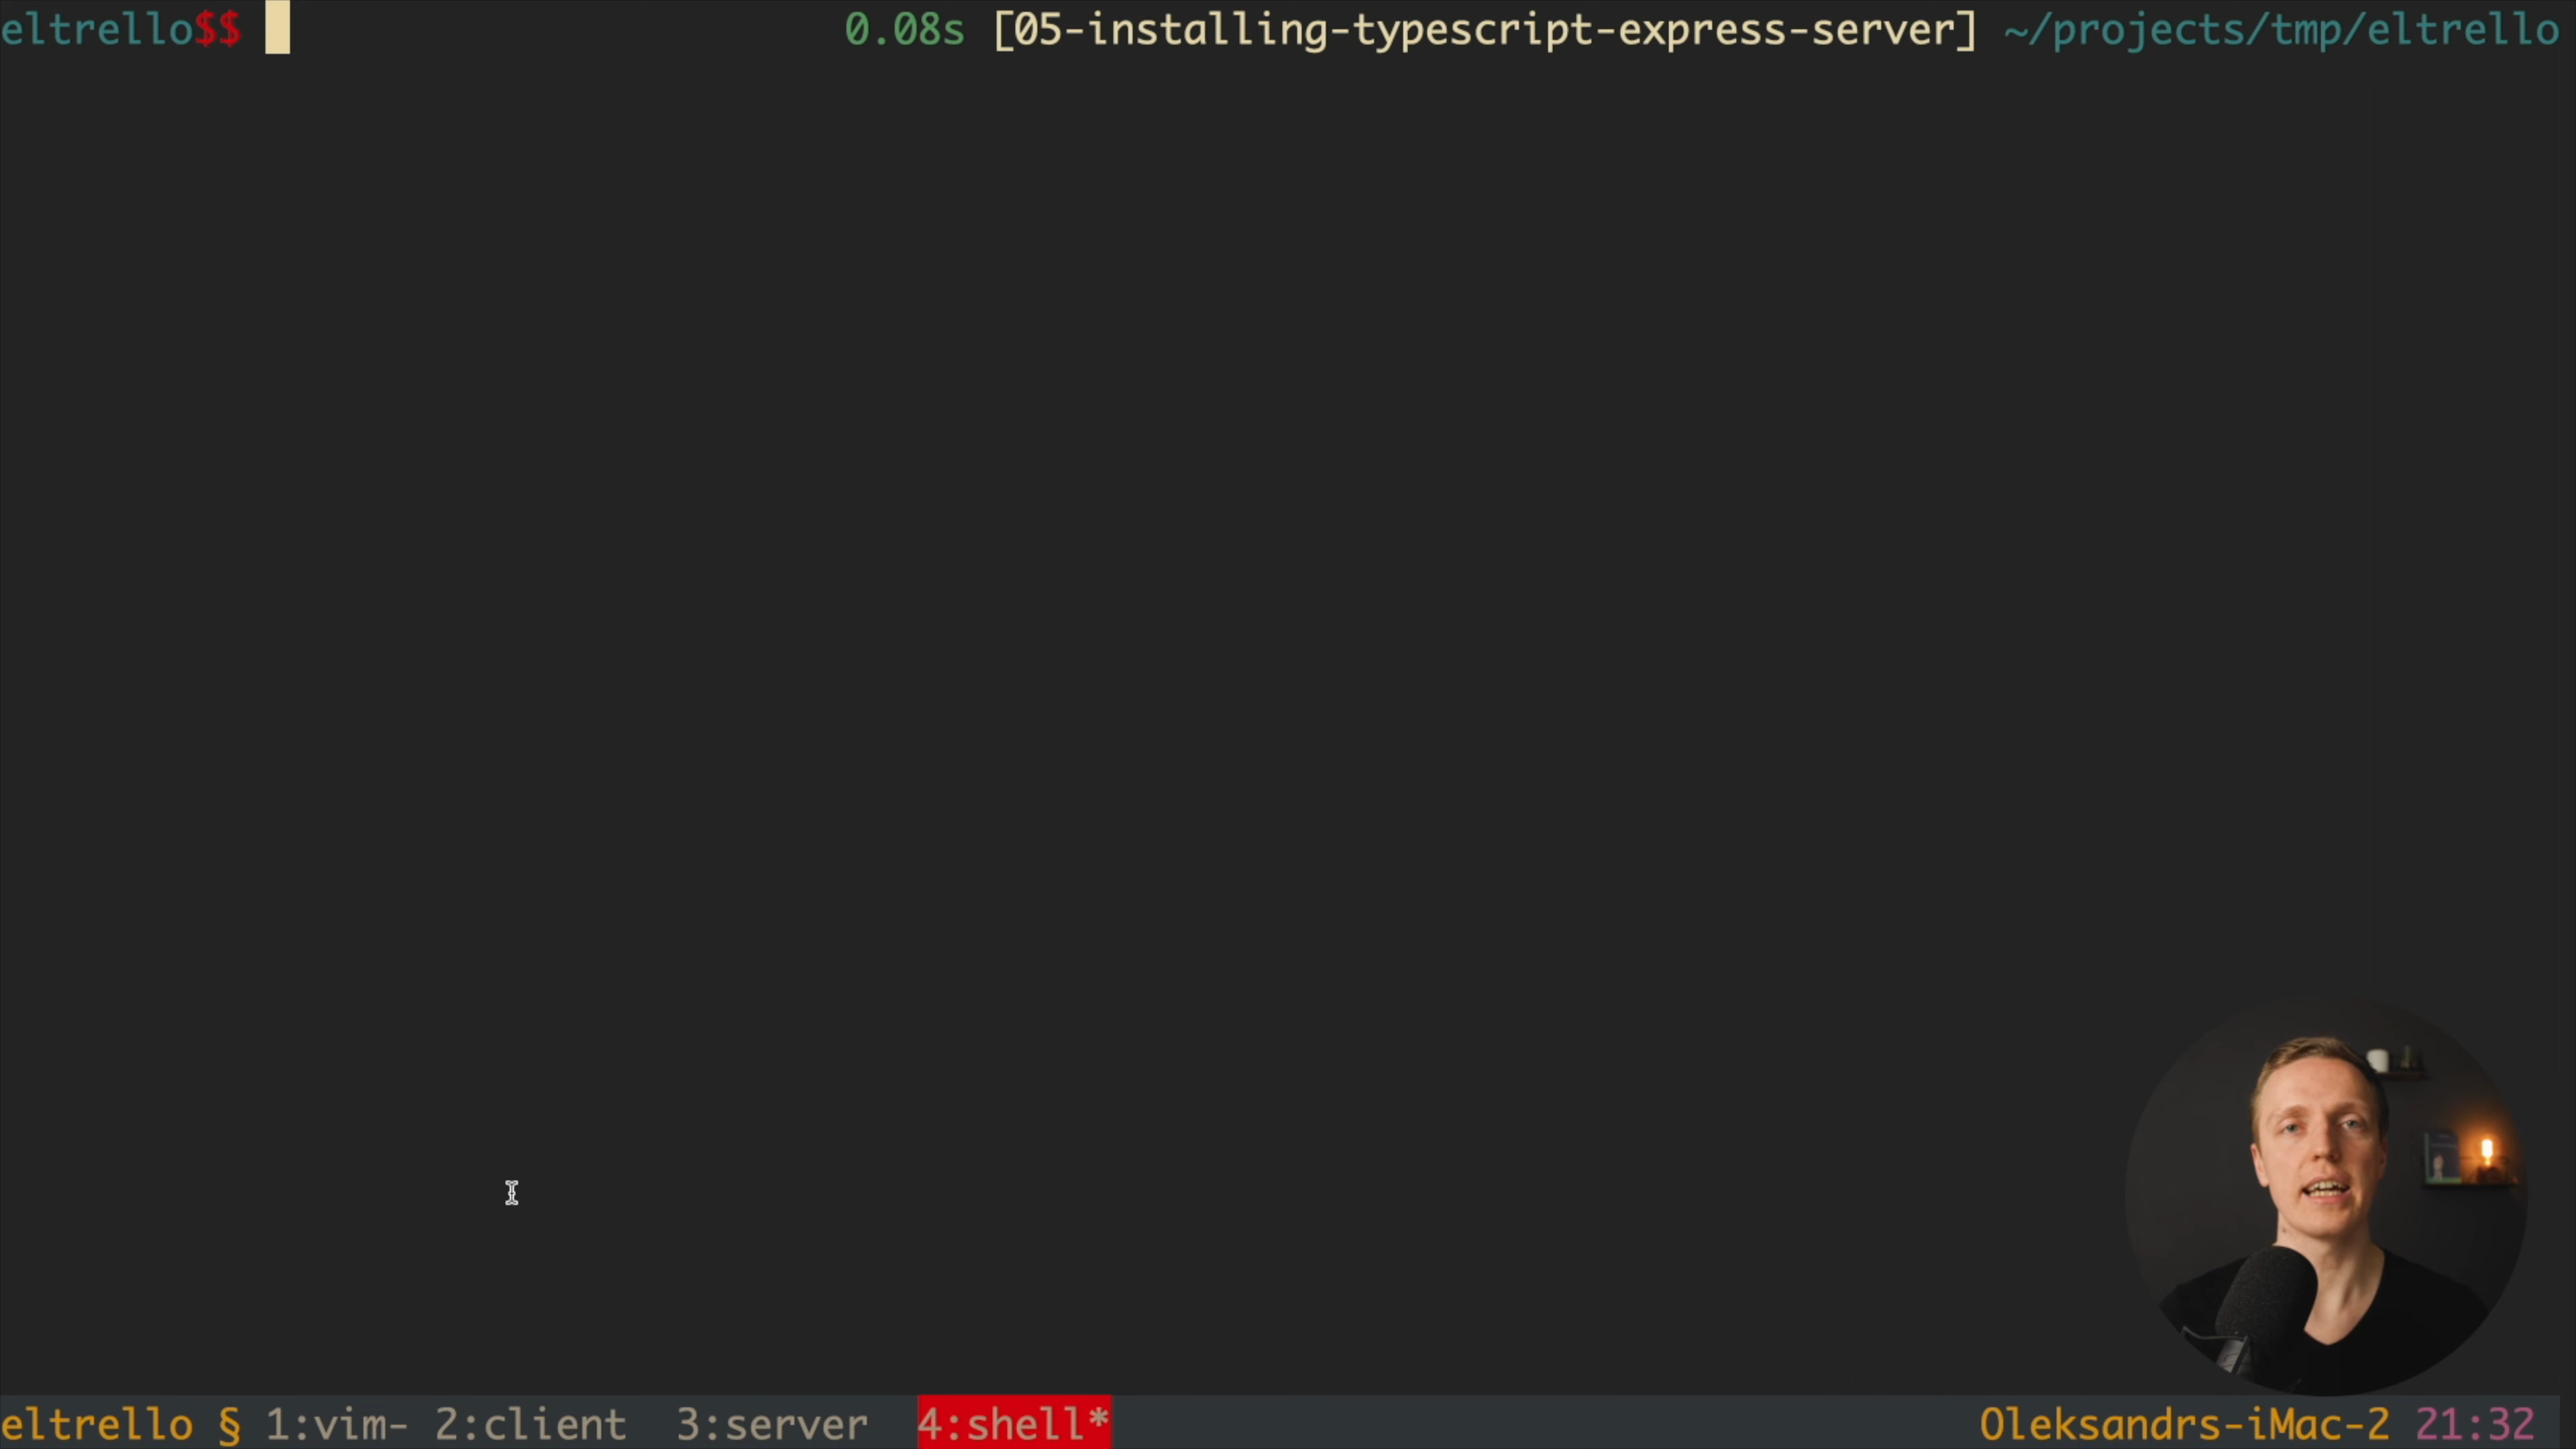 eltrello$$ 0.08s [05-installing-typescript-express-server] ~/projects/tmp/eltrello
eltrello § 1:vim- 2:client 3:server 4:shell* Oleksandrs-iMac-2 21:32